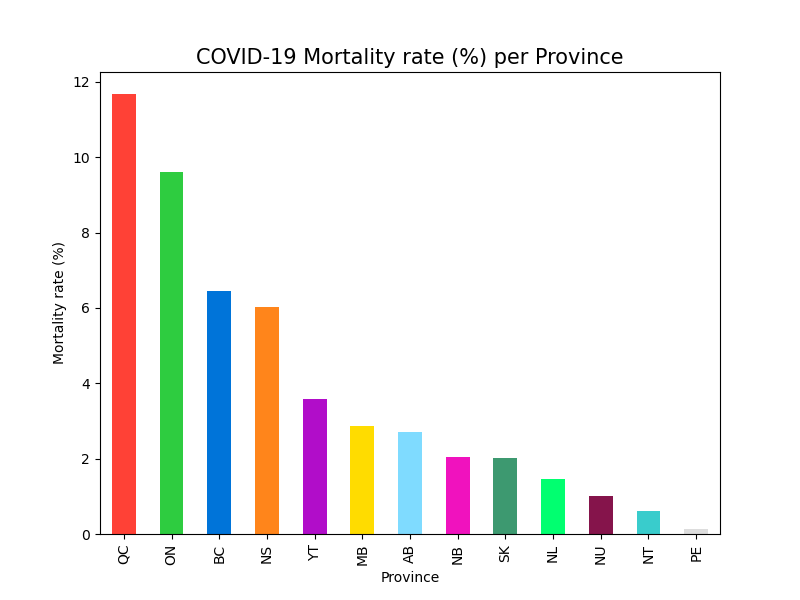 COVID-19 Mortality rate (%) per Province
12
10
8
6
4
2
0
Mortality rate (%)
QC
ON
BC
NS
YT
MB
AB
NB
SK
NL
NU
NT
PE
Province